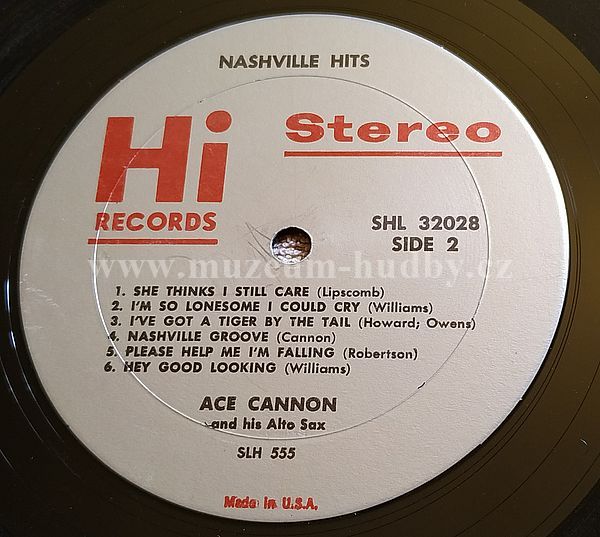 NASHVILLE HITS
Hi
RECORDS
Stereo
SHL 32028
SIDE 2
www.muzeum-hudby.cz
1. SHE THINKS I STILL CARE (Lipscomb)
2. I'M SO LONESOME I COULD CRY (Williams)
3. I'VE GOT A TIGER BY THE TAIL (Howard; Owens)
4. NASHVILLE GROOVE (Cannon)
5. PLEASE HELP ME I'M FALLING (Robertson)
6. HEY GOOD LOOKING (Williams)
ACE CANNON
and his Alto Sax
SLH 555
Made in U.S.A.